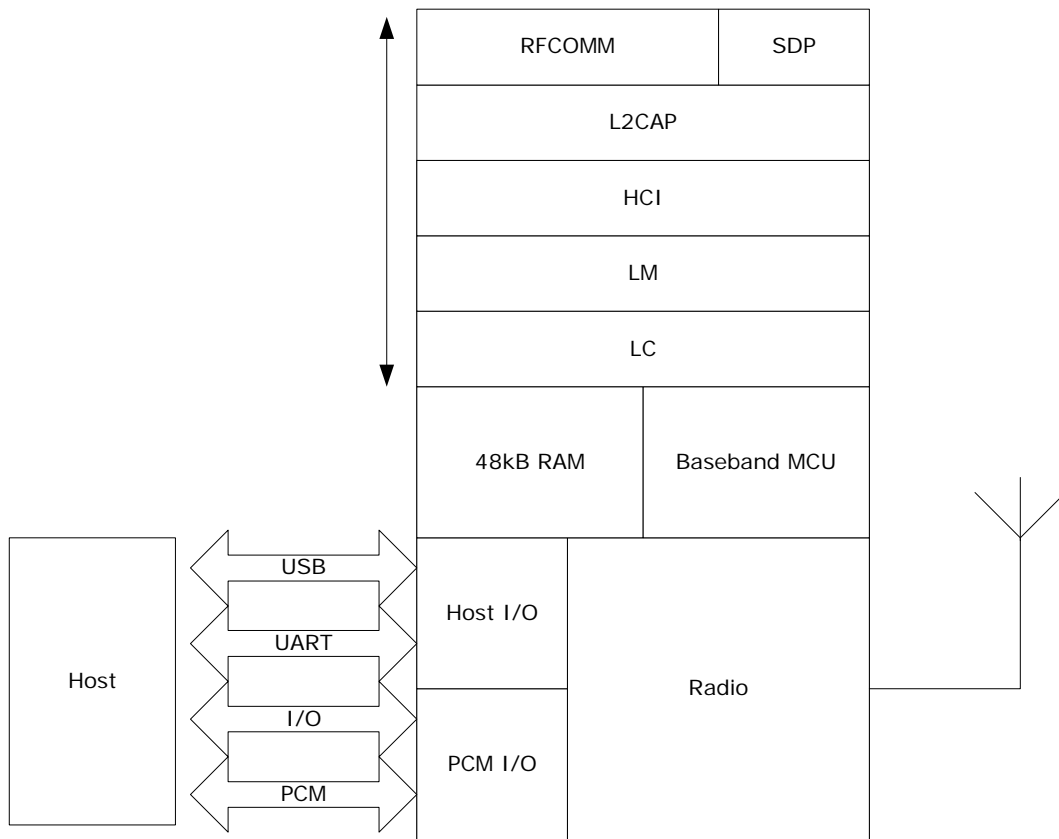 RFCOMM
SDP
L2CAP
HCI
LM
LC
48kB RAM
Baseband MCU
USB
Host I/O
UART
Host
Radio
I/O
PCM I/O
PCM